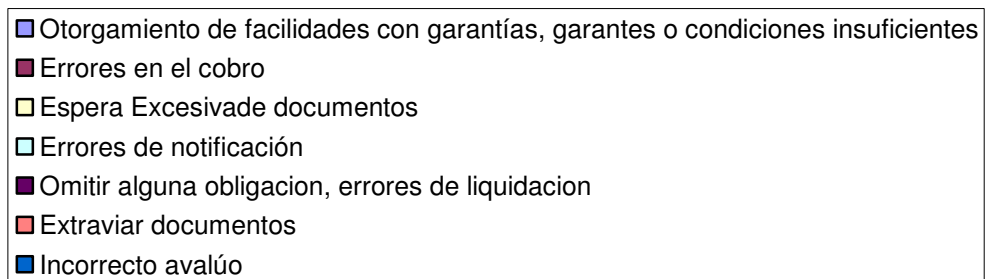 Otorgamiento de facilidades con garantías, garantes o condiciones insuficientes
Errores en el cobro
Espera Excesivade documentos
Errores de notificación
Omitir alguna obligacion, errores de liquidacion
Extraviar documentos
Incorrecto avalúo